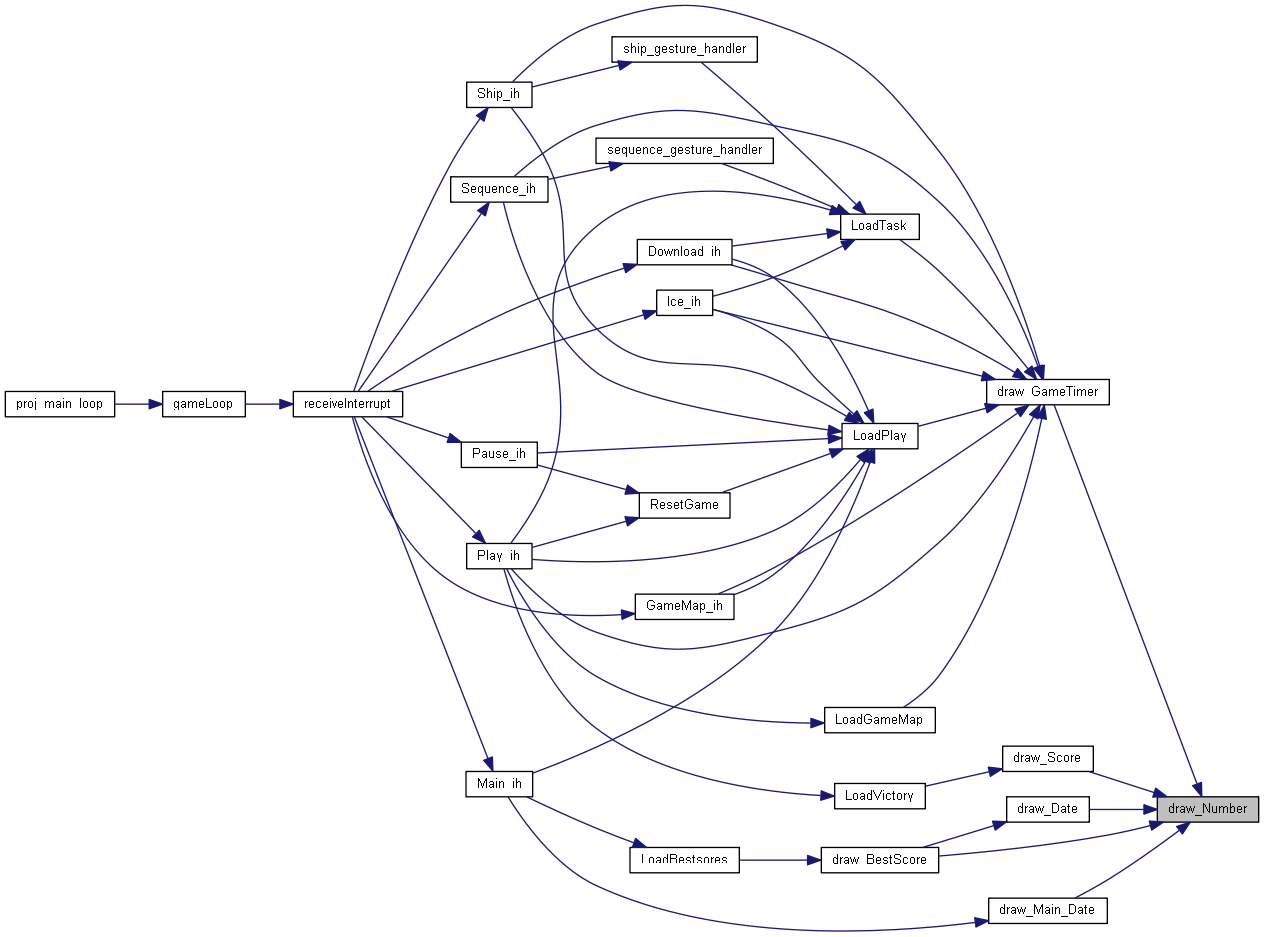 ship_gesture_handler
Ship_ih
sequence_gesture_handler
Sequence_ih
LoadTask
Download_ih
Ice_ih
draw_GameTimer
proj_main_loop
gameLoop
receiveInterrupt
LoadPlay
Pause_ih
ResetGame
Play_ih
GameMap_ih
LoadGameMap
draw_Score
Main_ih
LoadVictory
draw_Date
draw_Number
LoadBestsores
draw_BestScore
draw_Main_Date